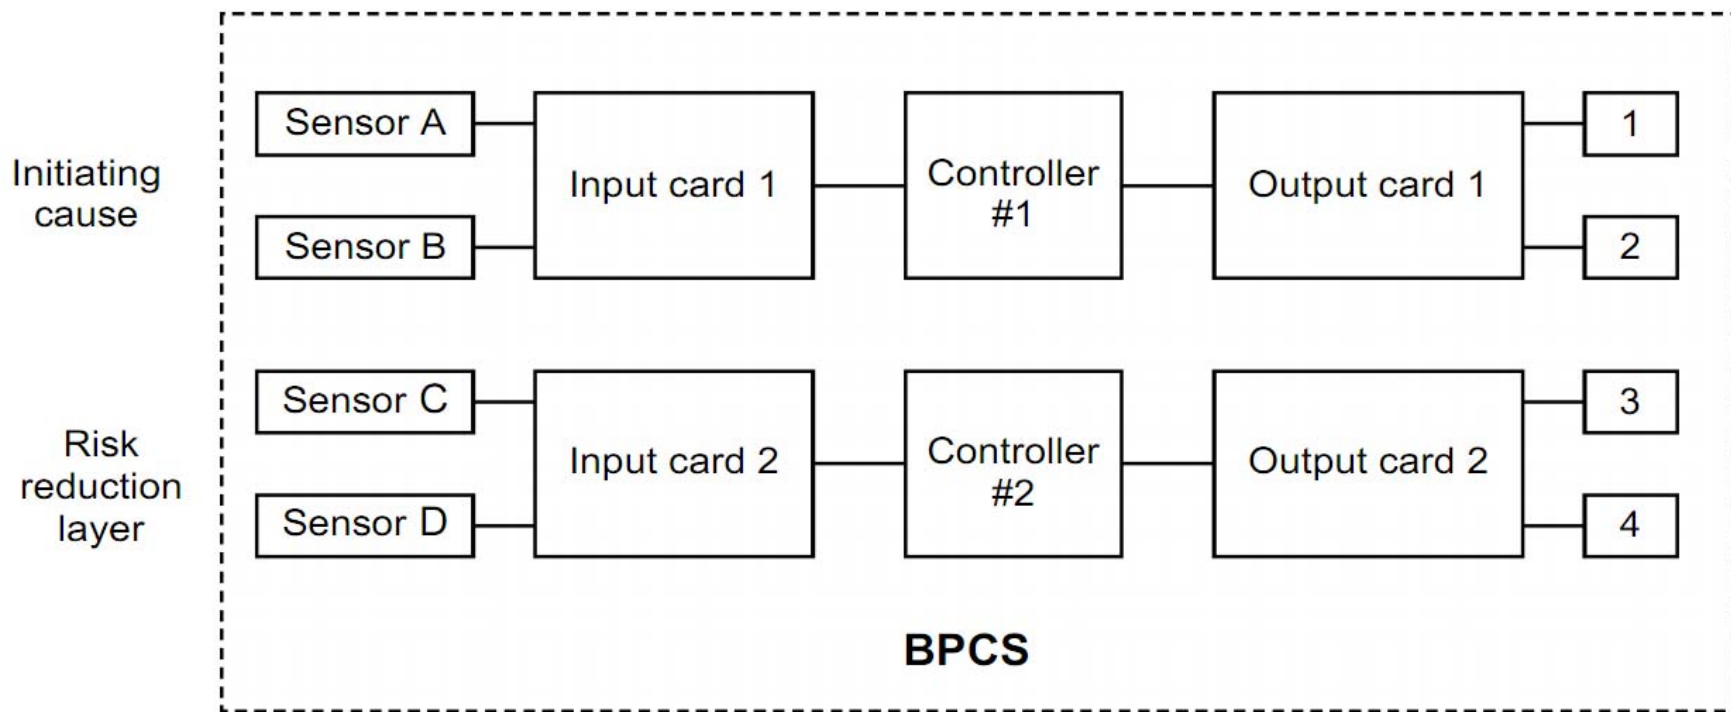 Initiating
cause
Sensor A
Sensor B
Input card 1
Controller
#1
Output card 1
1
2
Risk
reduction
layer
Sensor C
Sensor D
Input card 2
Controller
#2
Output card 2
3
4
BPCS